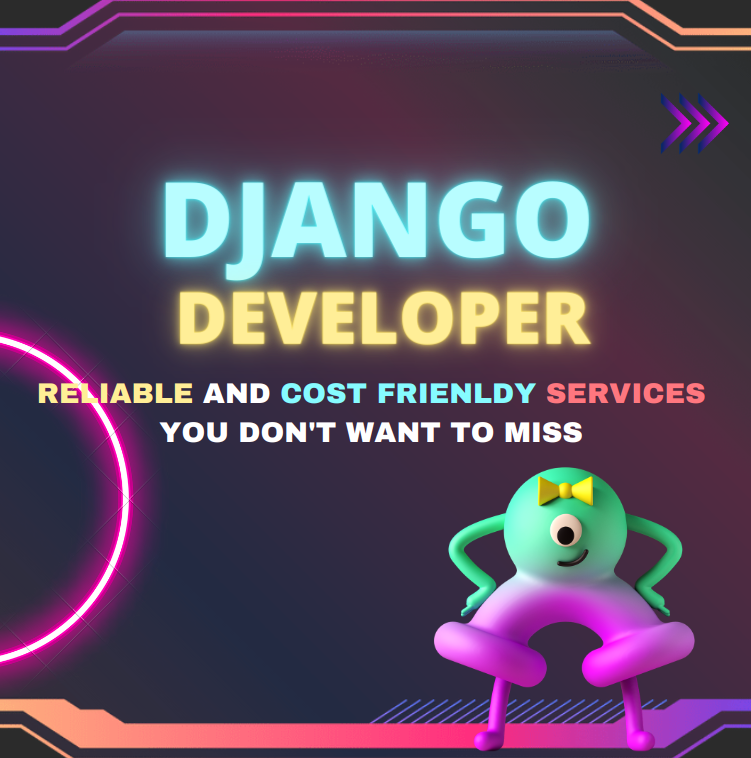 DJANGO
DEVELOPER
RELIABLE AND COST FRIENLDY SERVICES
YOU DON'T WANT TO MISS